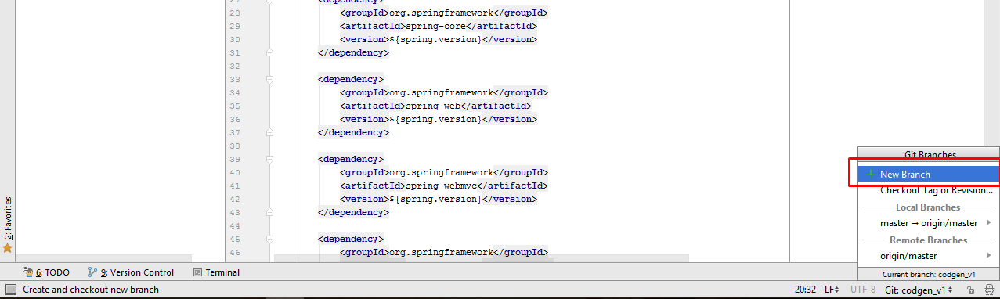 27 <dependency>
28 <groupId>org.springframework</groupId>
29 <artifactId>spring-core</artifactId>
30 <version>${spring.version}</version>
31 </dependency>
32
33 <dependency>
34 <groupId>org.springframework</groupId>
35 <artifactId>spring-web</artifactId>
36 <version>${spring.version}</version>
37 </dependency>
38
39 <dependency>
40 <groupId>org.springframework</groupId>
41 <artifactId>spring-webmvc</artifactId>
42 <version>${spring.version}</version>
43 </dependency>
44
45 <dependency>
46 <groupId>org.springframework</groupId>
2: Favorites
Git Branches
New Branch
Checkout Tag or Revision...
Local Branches
master → origin/master
Remote Branches
origin/master
Current branch: codgen_v1
6: TODO 9: Version Control Terminal
Create and checkout new branch 20:32 LF UTF-8 Git: codgen_v1